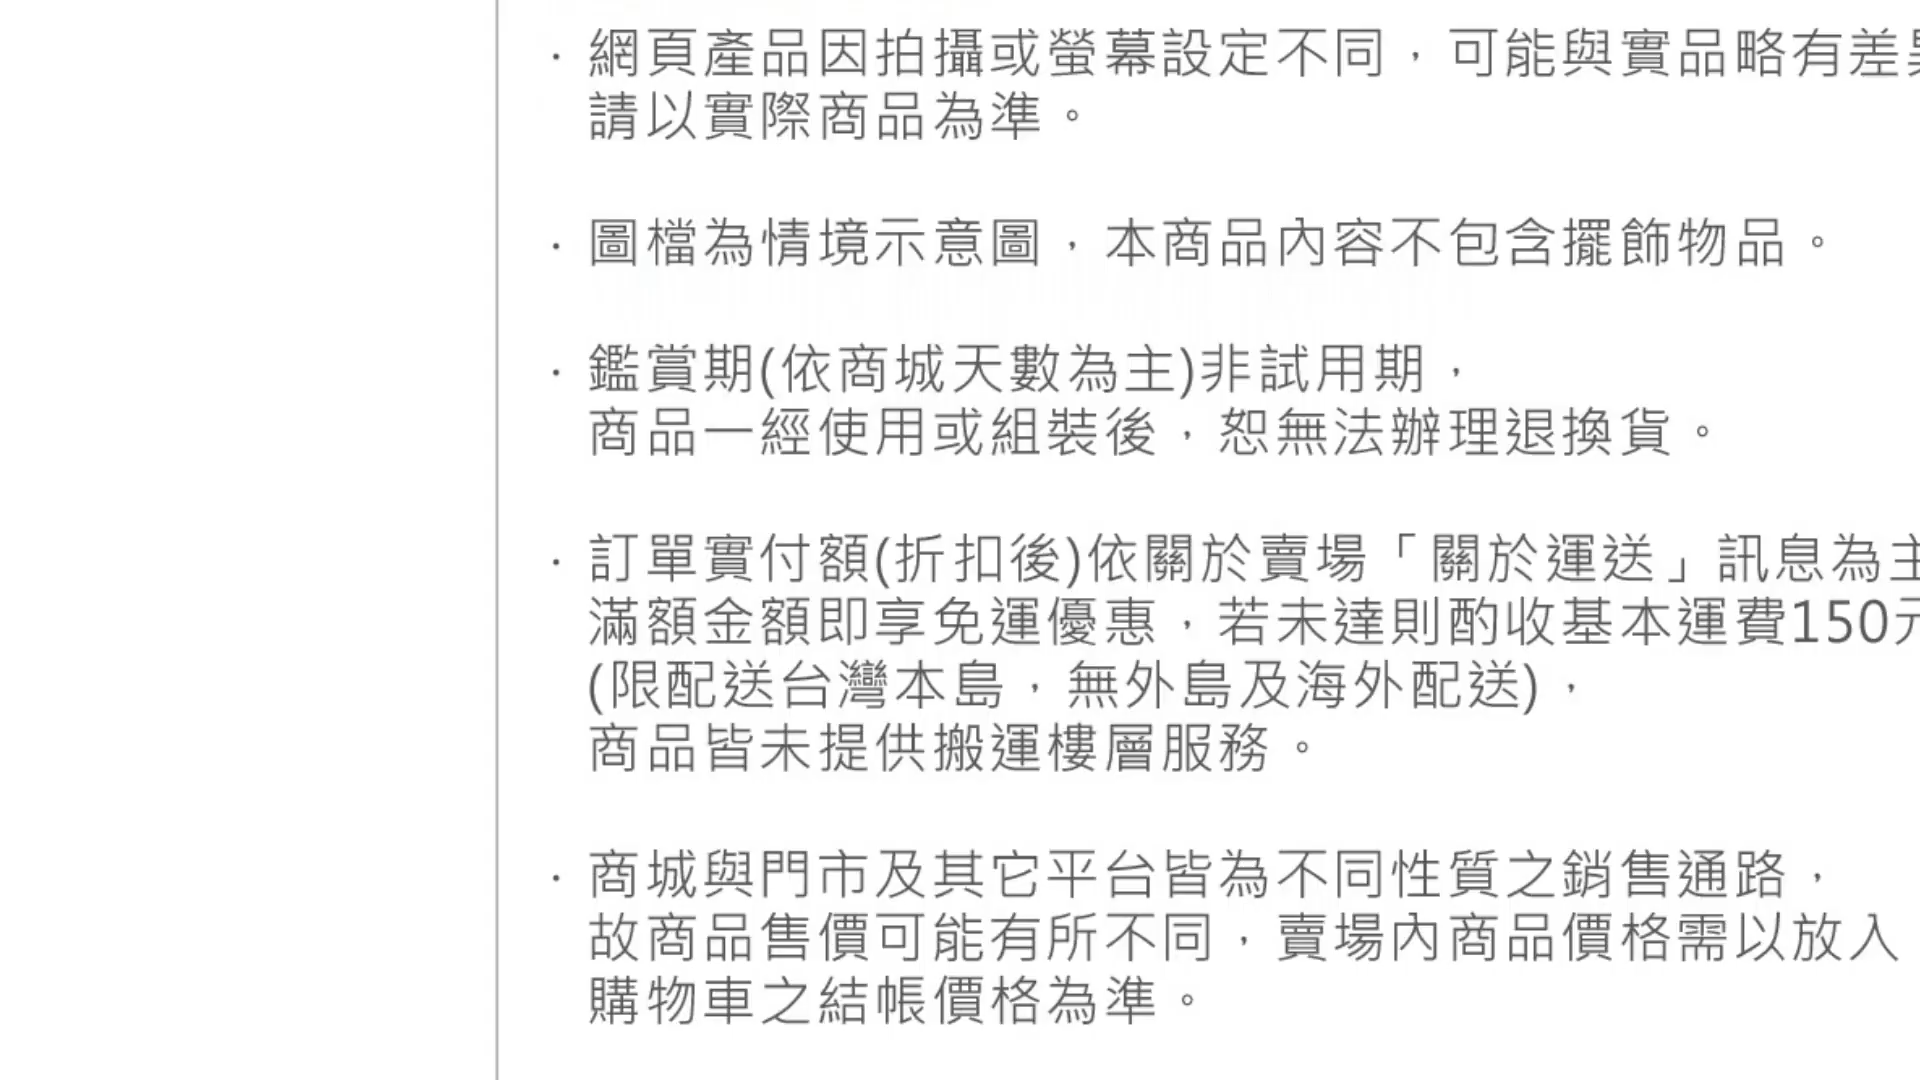 · 網頁產品因拍攝或螢幕設定不同，可能與實品略有差
請以實際商品為準。
· 圖檔為情境示意圖，本商品內容不包含擺飾物品。
· 鑑賞期(依商城天數為主)非試用期，
商品一經使用或組裝後，恕無法辦理退換貨。
· 訂單實付額(折扣後)依關於賣場「關於運送」訊息為主
滿額金額即享免運優惠，若未達則酌收基本運費150元
(限配送台灣本島，無外島及海外配送)，
商品皆未提供搬運樓層服務。
· 商城與門市及其它平台皆為不同性質之銷售通路，
故商品售價可能有所不同，賣場內商品價格需以放入
購物車之結帳價格為準。